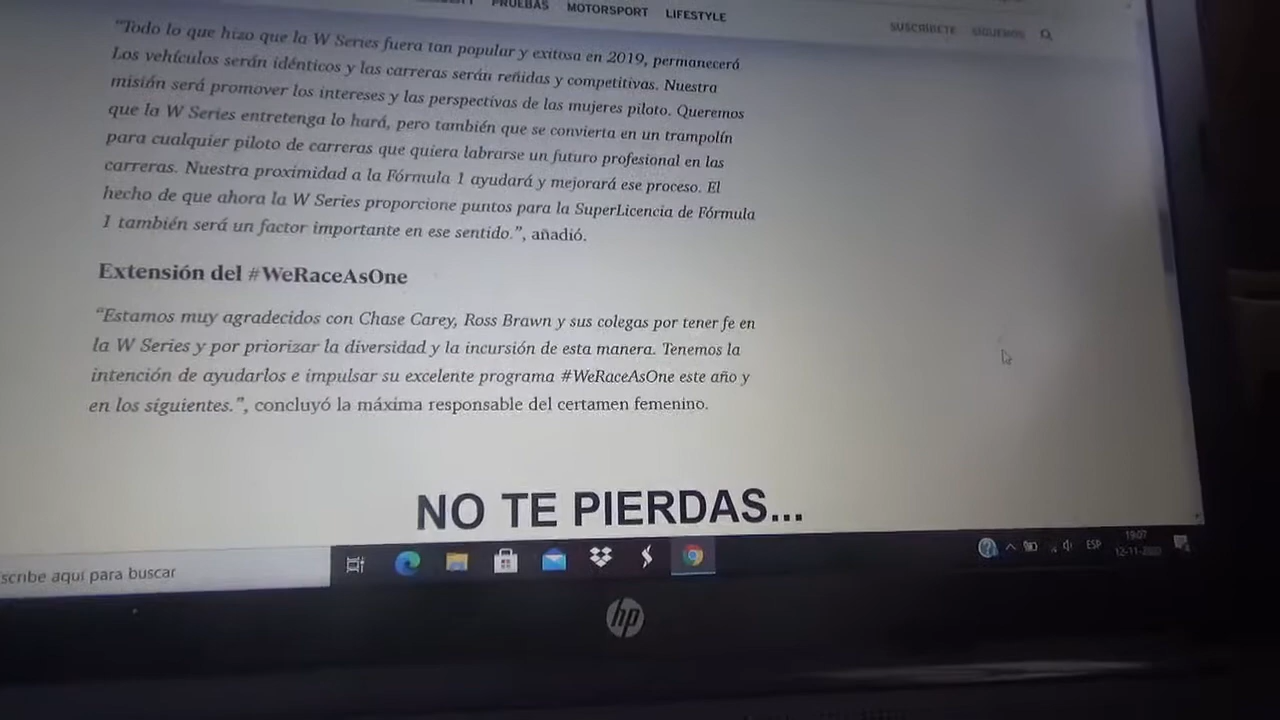 PRUEBAS MOTORSPORT LIFESTYLE
SUSCRÍBETE SÍGUENOS
"Todo lo que hizo que la W Series fuera tan popular y exitosa en 2019, permanecerá
Los vehículos serán idénticos y las carreras serán reñidas y competitivas. Nuestra
misión será promover los intereses y las perspectivas de las mujeres piloto. Queremos
que la W Series entretenga lo hará, pero también que se convierta en un trampolín
para cualquier piloto de carreras que quiera labrarse un futuro profesional en las
carreras. Nuestra proximidad a la Fórmula 1 ayudará y mejorará ese proceso. El
hecho de que ahora la W Series proporcione puntos para la SuperLicencia de Fórmula
1 también será un factor importante en ese sentido.", añadió.
Extensión del #WeRaceAsOne
"Estamos muy agradecidos con Chase Carey, Ross Brawn y sus colegas por tener fe en
la W Series y por priorizar la diversidad y la incursión de esta manera. Tenemos la
intención de ayudarlos e impulsar su excelente programa #WeRaceAsOne este año y
en los siguientes.", concluyó la máxima responsable del certamen femenino.
NO TE PIERDAS...
scribe aquí para buscar
ESP
19:07
hp